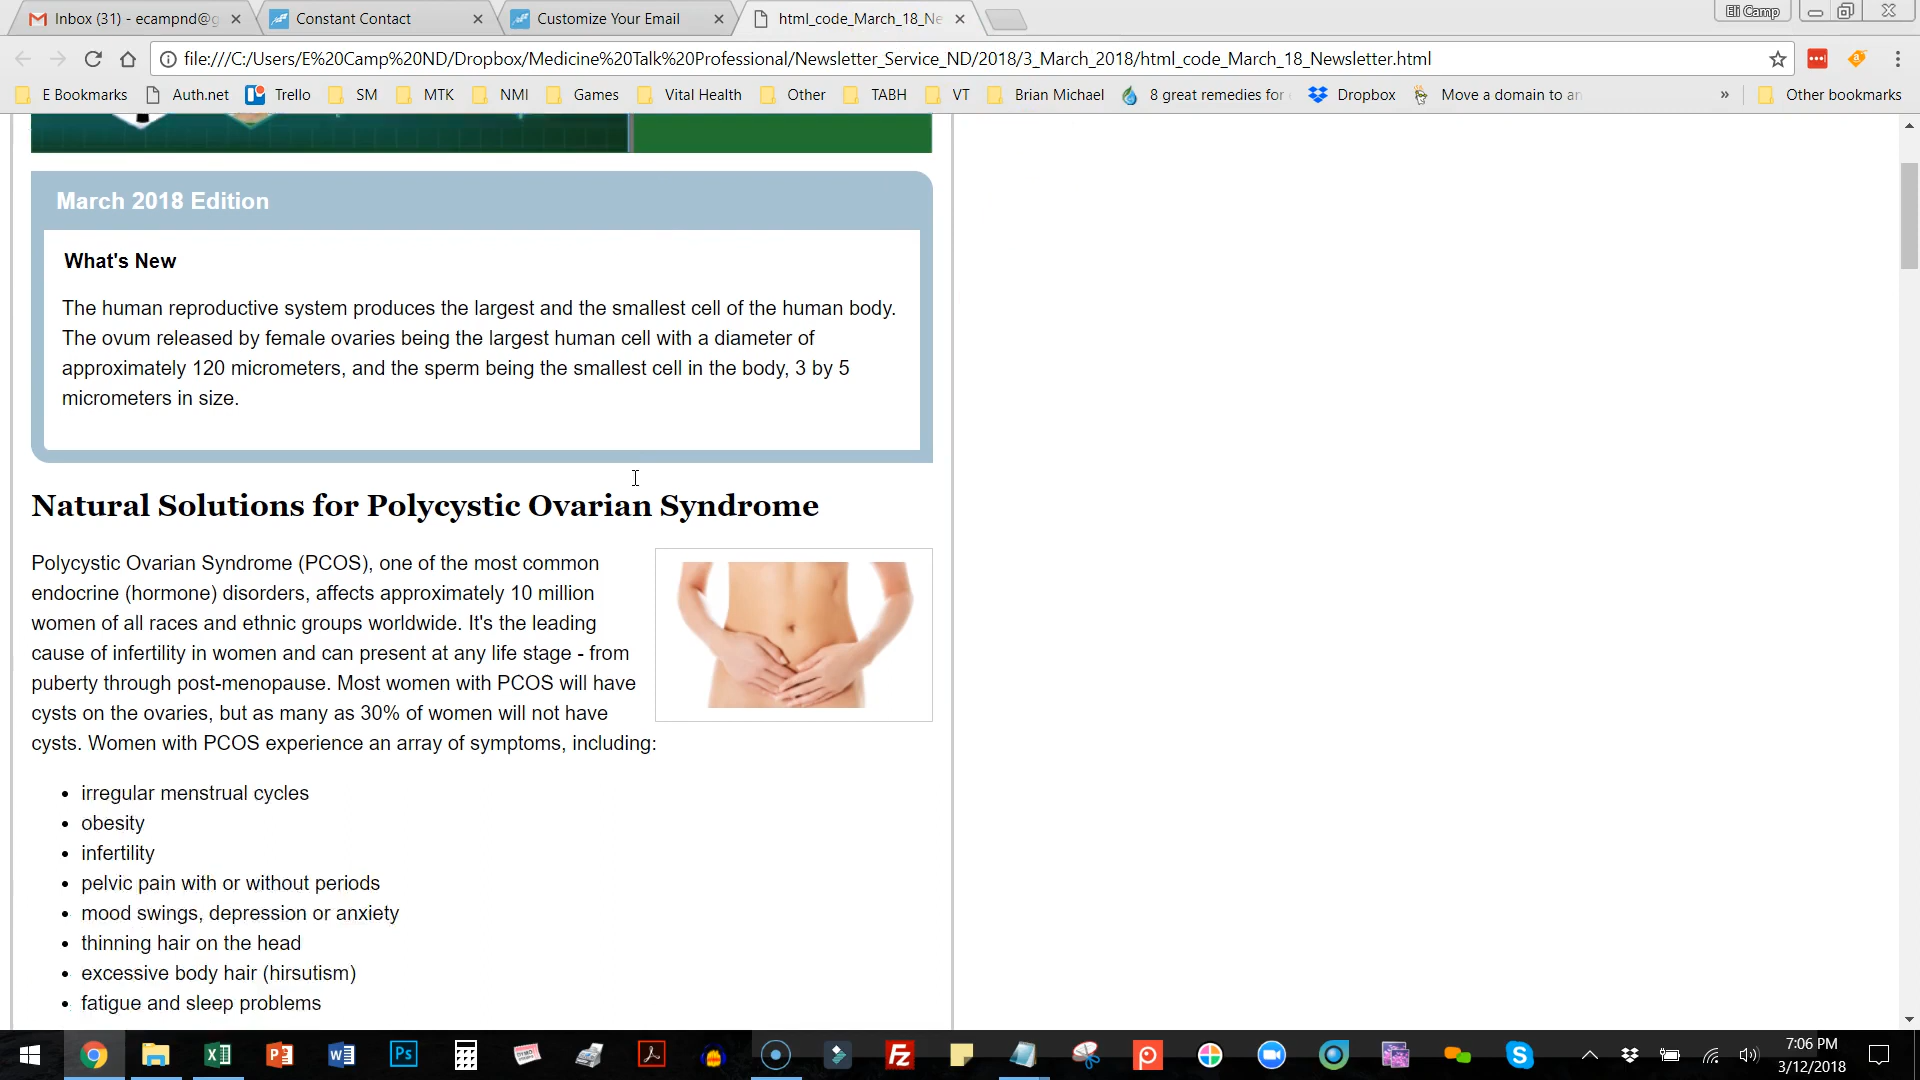 Inbox (31) - ecampnd@g
Constant Contact
Customize Your Email
html_code_March_18_Ne
Eli Camp
file:///C:/Users/E%20Camp%20ND/Dropbox/Medicine%20Talk%20Professional/Newsletter_Service_ND/2018/3_March_2018/html_code_March_18_Newsletter.html
E Bookmarks
Auth.net
Trello
SM
MTK
NMI
Games
Vital Health
Other
TABH
VT
Brian Michael
8 great remedies for
Dropbox
Move a domain to an
»
Other bookmarks
March 2018 Edition
What's New
The human reproductive system produces the largest and the smallest cell of the human body.
The ovum released by female ovaries being the largest human cell with a diameter of
approximately 120 micrometers, and the sperm being the smallest cell in the body, 3 by 5
micrometers in size.
Natural Solutions for Polycystic Ovarian Syndrome
Polycystic Ovarian Syndrome (PCOS), one of the most common
endocrine (hormone) disorders, affects approximately 10 million
women of all races and ethnic groups worldwide. It's the leading
cause of infertility in women and can present at any life stage - from
puberty through post-menopause. Most women with PCOS will have
cysts on the ovaries, but as many as 30% of women will not have
cysts. Women with PCOS experience an array of symptoms, including:
• irregular menstrual cycles
• obesity
• infertility
• pelvic pain with or without periods
• mood swings, depression or anxiety
• thinning hair on the head
• excessive body hair (hirsutism)
• fatigue and sleep problems
7:06 PM
3/12/2018